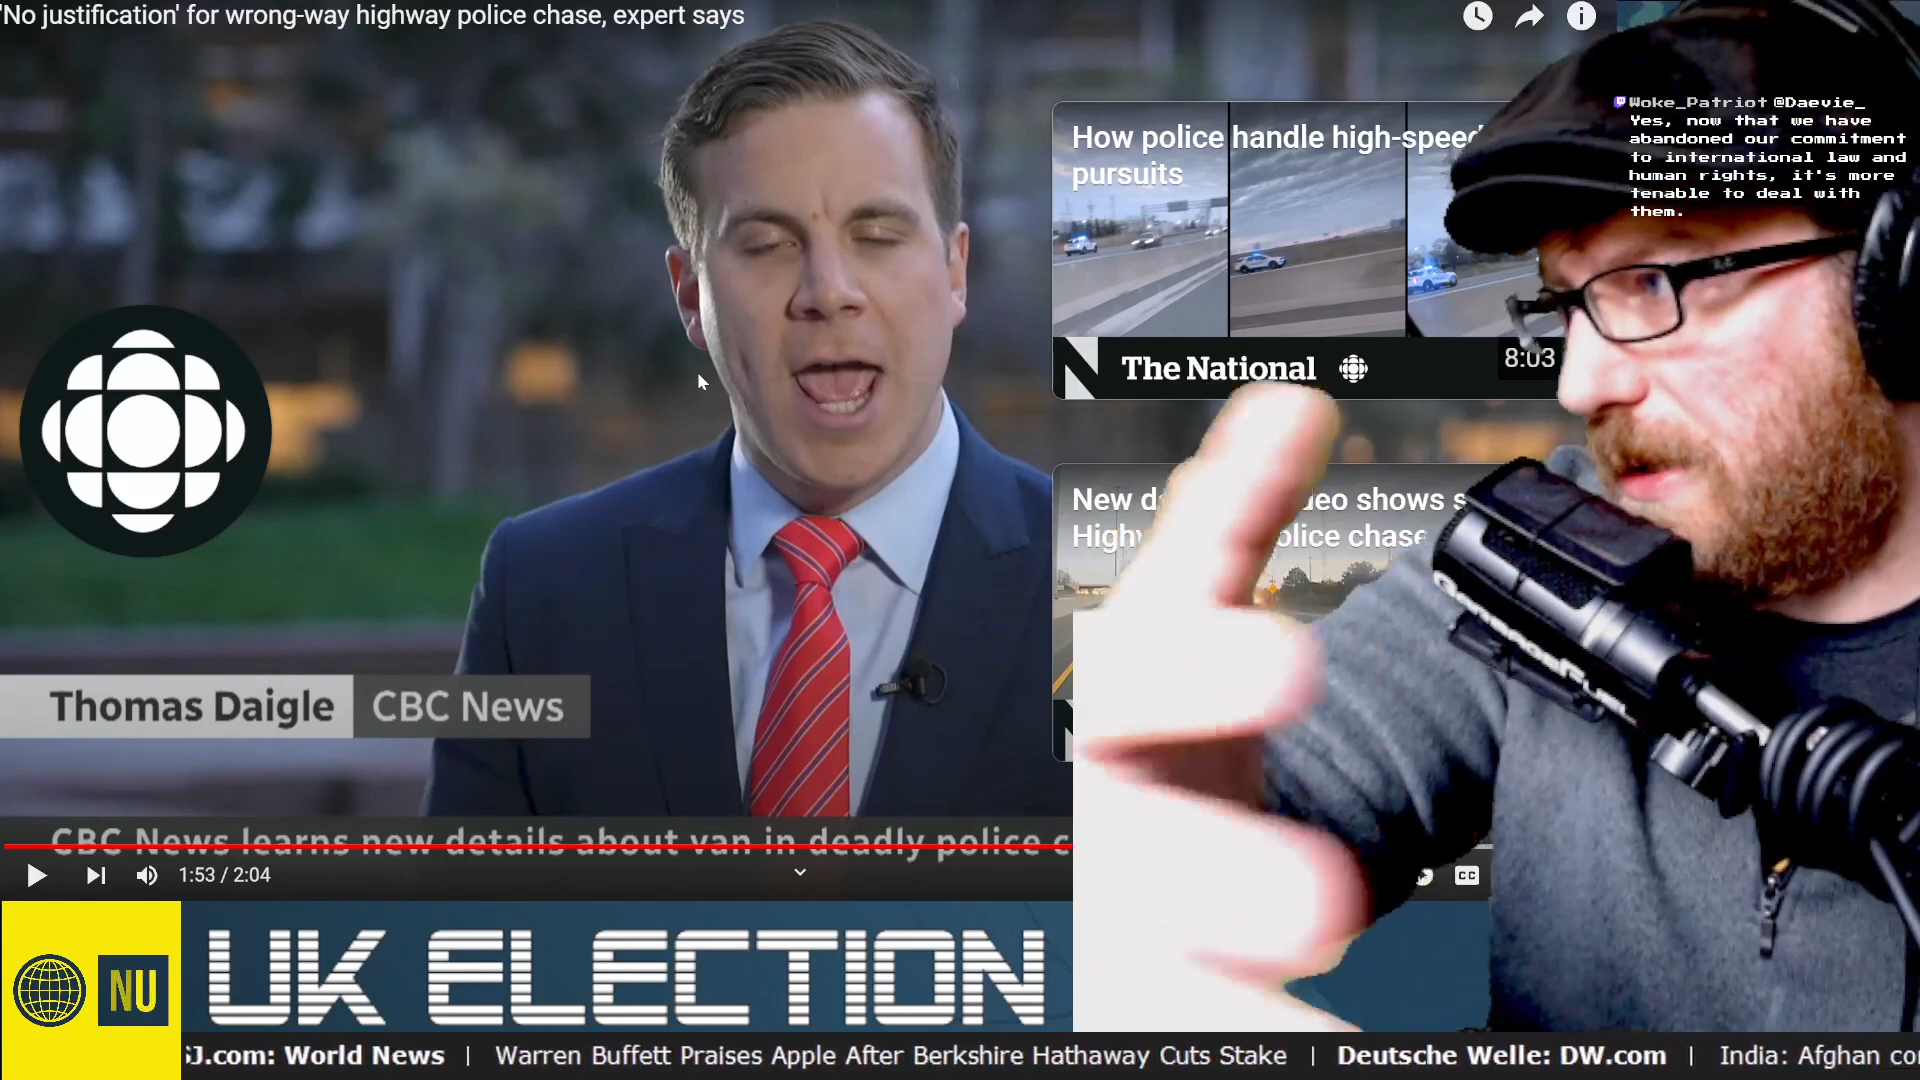 'No justification' for wrong-way highway police chase, expert says
How police handle high-speed
pursuits
The National
8:03
Woke_Patriot @Daevie_
Yes, now that we have
abandoned our commitment
to international law and
human rights, it's more
tenable to deal with
them.
Thomas Daigle CBC News
CBC News learns new details about van in deadly police
1:53 / 2:04
CC
New
shows
police chase
NU
UK ELECTION
SJ.com: World News | Warren Buffett Praises Apple After Berkshire Hathaway Cuts Stake | Deutsche Welle: DW.com | India: Afghan